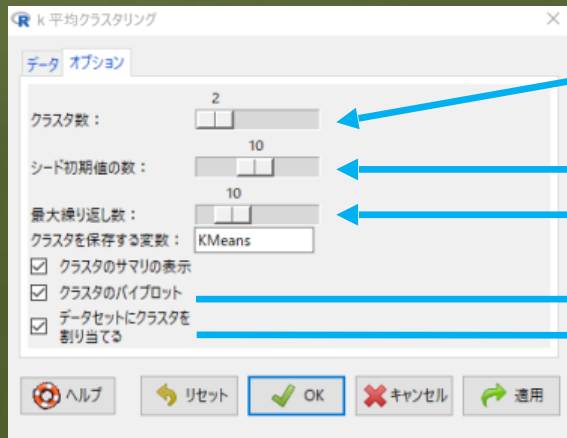 k 平均クラスタリング
データ オプション
2
クラスタ数：
10
シード初期値の数：
10
最大繰り返し数：
クラスタを保存する変数： KMeans
クラスタのサマリの表示
クラスタのバイプロット
データセットにクラスタを
割り当てる
ヘルプ リセット OK キャンセル 適用